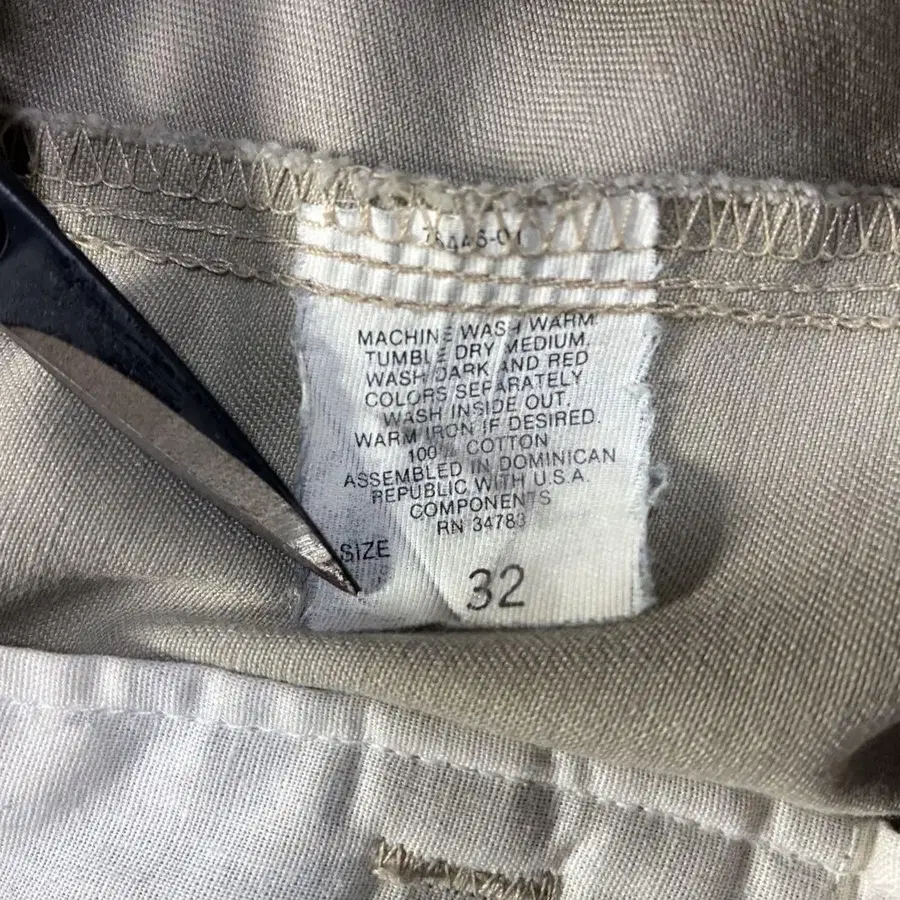 MACHINE WASH WARM.
TUMBLE DRY MEDIUM.
WASH DARK AND RED
COLORS SEPARATELY
WASH INSIDE OUT.
WARM IRON IF DESIRED.
100% COTTON
ASSEMBLED IN DOMINICAN
REPUBLIC WITH U.S.A.
COMPONENTS
RN 34783
SIZE
32